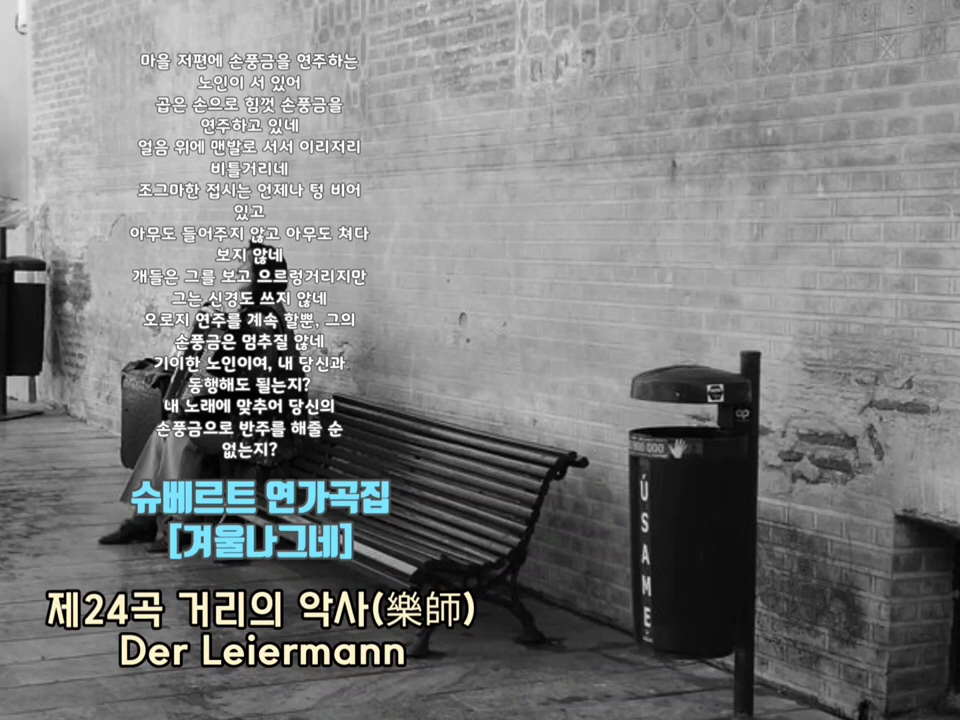 마을 저편에 손풍금을 연주하는
노인이 서 있어
곱은 손으로 힘껏 손풍금을
연주하고 있네
얼음 위에 맨발로 서서 이리저리
비틀거리네
조그마한 접시는 언제나 텅 비어
있고
아무도 들어주지 않고 아무도 쳐다
보지 않네
개들은 그를 보고 으르렁거리지만
그는 신경도 쓰지 않네
오로지 연주를 계속 할뿐, 그의
손풍금은 멈추질 않네
기이한 노인이여, 내 당신과
동행해도 될는지?
내 노래에 맞추어 당신의
손풍금으로 반주를 해줄 순
없는지?
슈베르트 연가곡집
[겨울나그네]
제24곡 거리의 악사(樂師)
Der Leiermann
ÚSAME